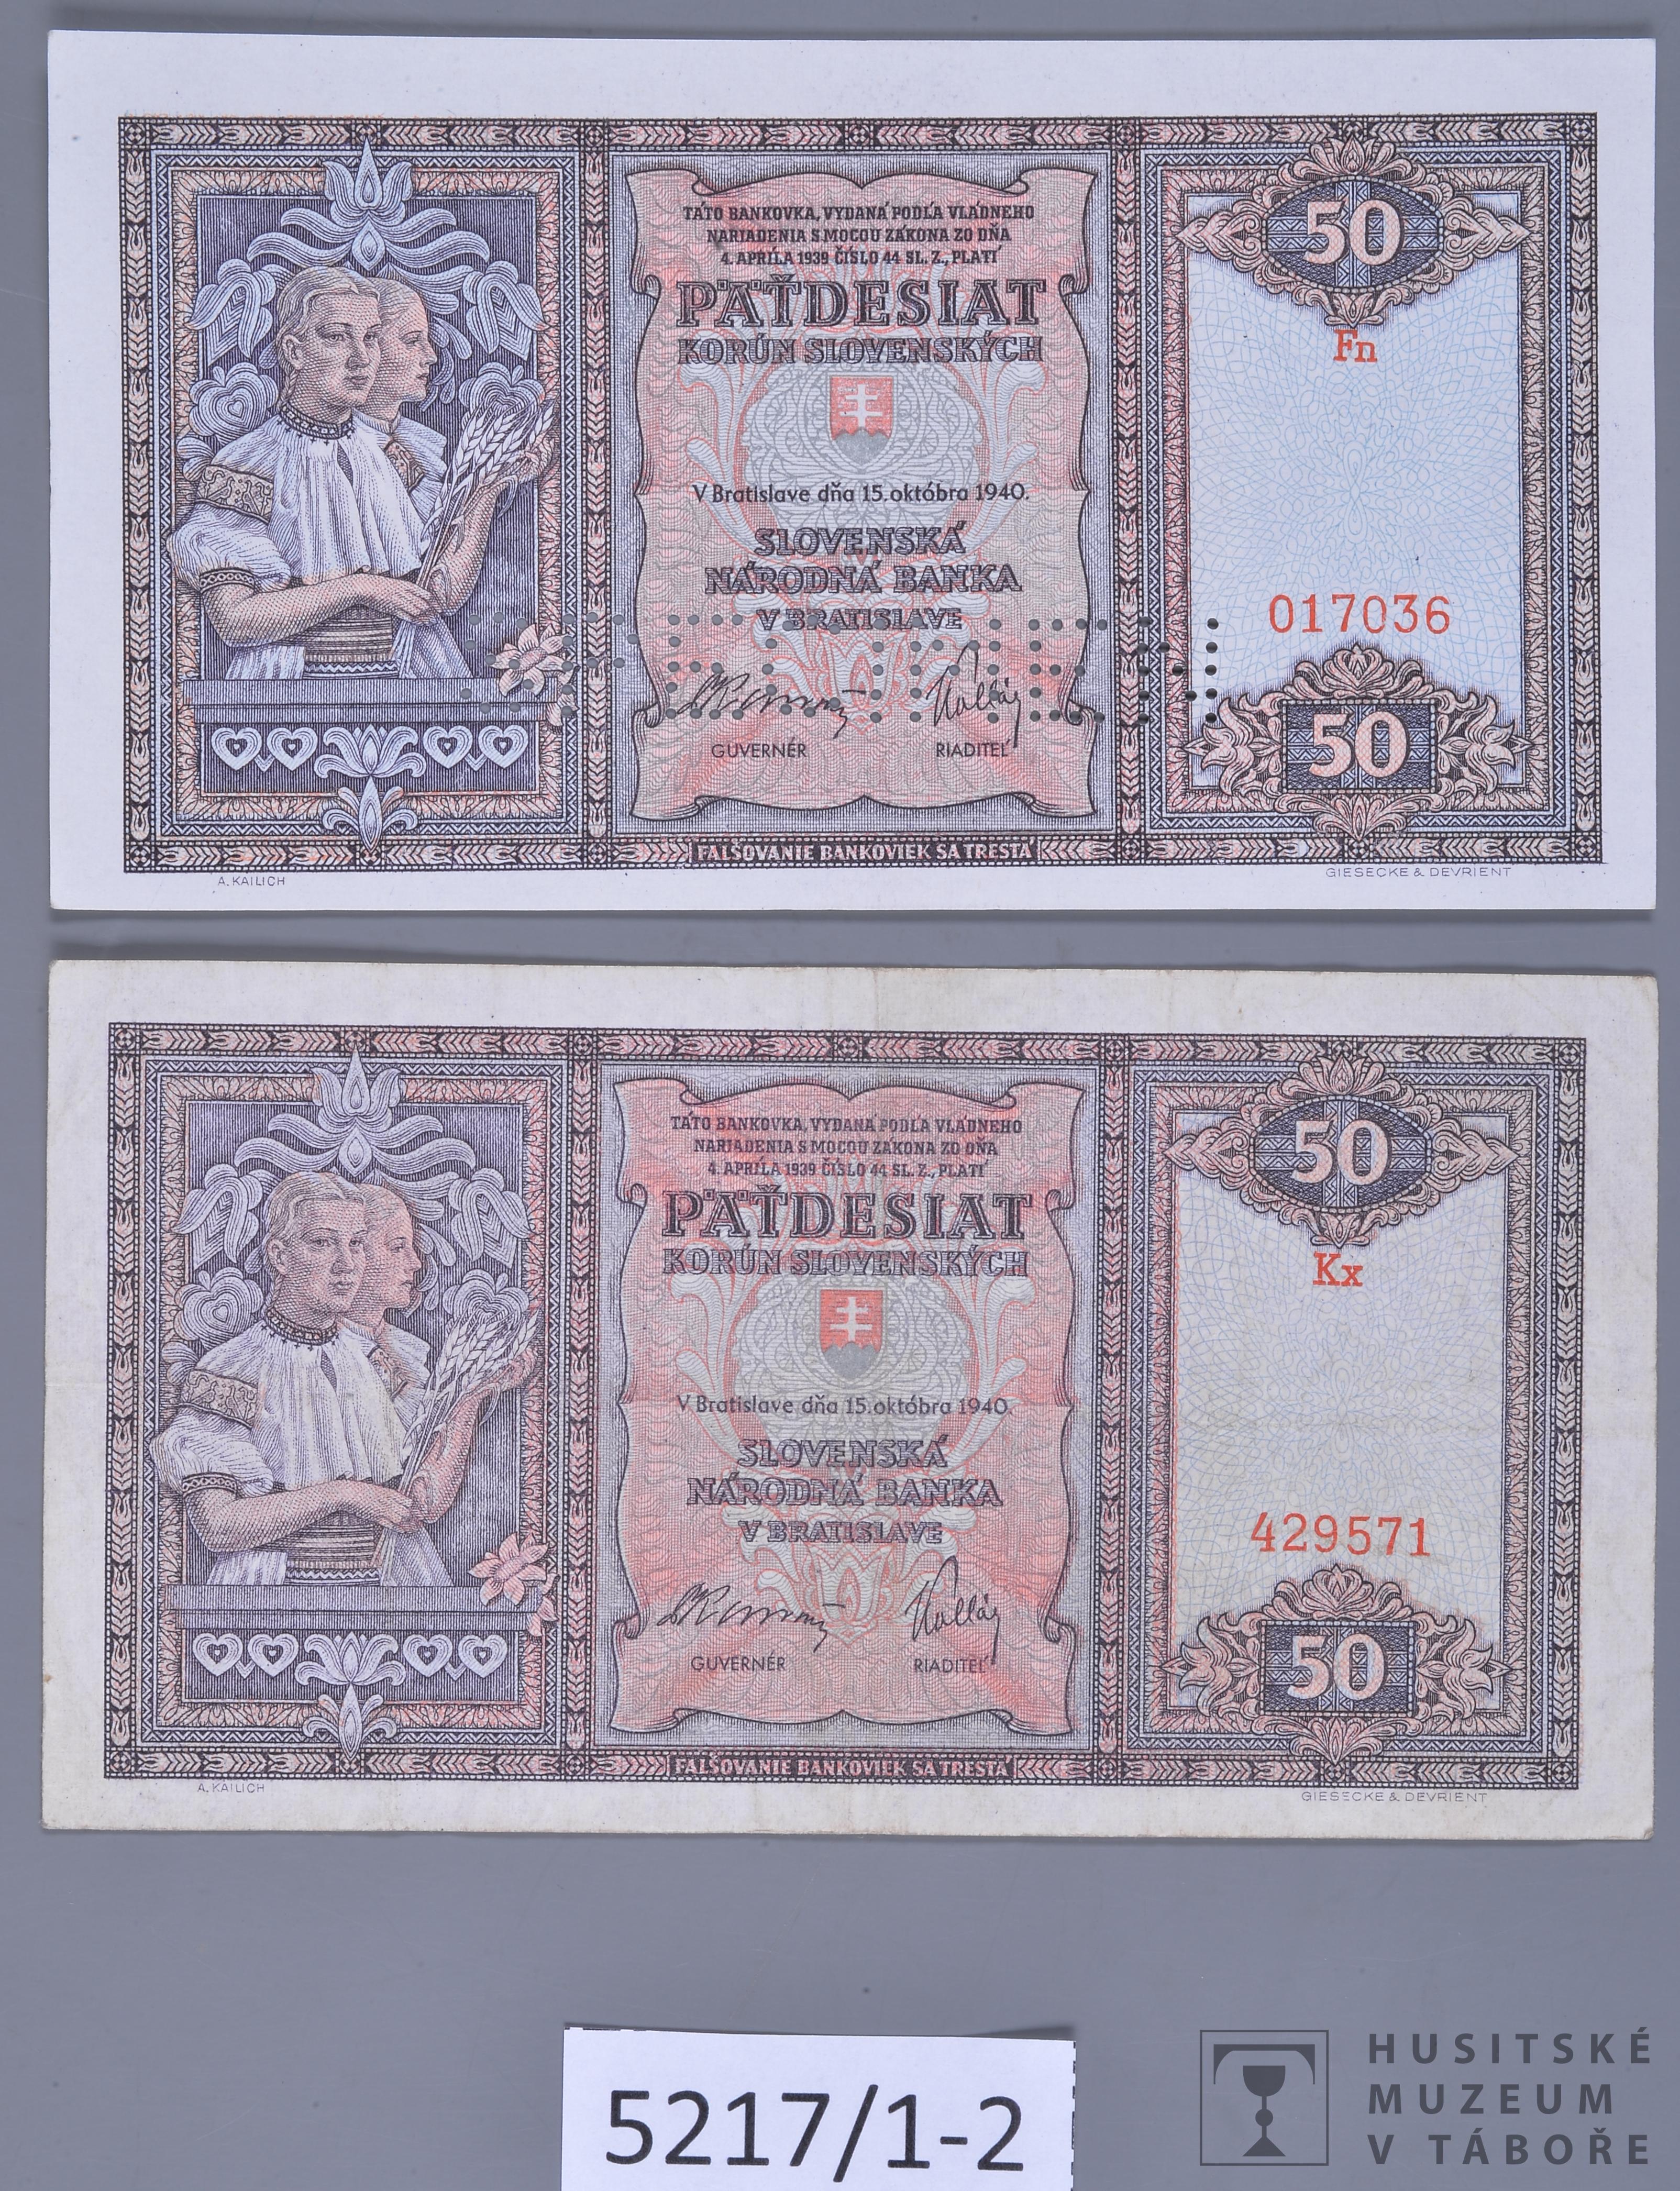 TÁTO BANKOVKA, VYDANÁ PODĽA VLÁDNEHO
NARIADENIA S MOCOU ZÁKONA ZO DŇA
4. APRÍLA 1939 ČÍSLO 44 SL. Z., PLATÍ
PÄŤDESIAT
KORÚN SLOVENSKÝCH
V Bratislave dňa 15. októbra 1940.
SLOVENSKÁ
NÁRODNÁ BANKA
V BRATISLAVE
GUVERNÉR
RIADITEĽ
FALŠOVANIE BANKOVIEK SA TRESTÁ
50
Fn
017036
50
A. KAILICH
GIESECKE & DEVRIENT
TÁTO BANKOVKA, VYDANÁ PODĽA VLÁDNEHO
NARIADENIA S MOCOU ZÁKONA ZO DŇA
4. APRÍLA 1939 ČÍSLO 44 SL. Z., PLATÍ
PÄŤDESIAT
KORÚN SLOVENSKÝCH
V Bratislave dňa 15. októbra 1940.
SLOVENSKÁ
NÁRODNÁ BANKA
V BRATISLAVE
GUVERNÉR
RIADITEĽ
FALŠOVANIE BANKOVIEK SA TRESTÁ
50
Kx
429571
50
A. KAILICH
GIESECKE & DEVRIENT
5217/1-2
HUSITSKÉ
MUZEUM
V TÁBOŘE